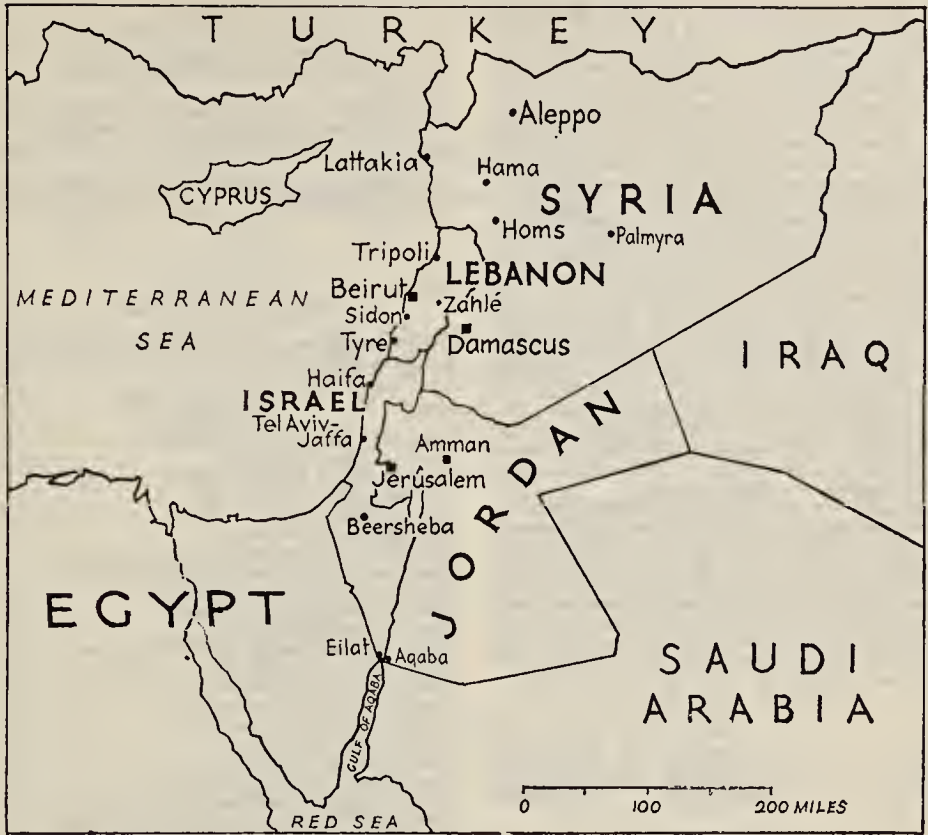 TURKEY
Aleppo
Lattakia
Hama
CYPRUS
SYRIA
Homs
Palmyra
Tripoli
LEBANON
MEDITERRANEAN
SEA
Beirut
Zahlé
Sidon
Tyre
Damascus
IRAQ
Haifa
ISRAEL
Tel Aviv-
Jaffa
Amman
Jerusalem
JORDAN
Beersheba
EGYPT
Eilat
Aqaba
SAUDI
ARABIA
GULF OF AQABA
0 100 200 MILES
RED SEA